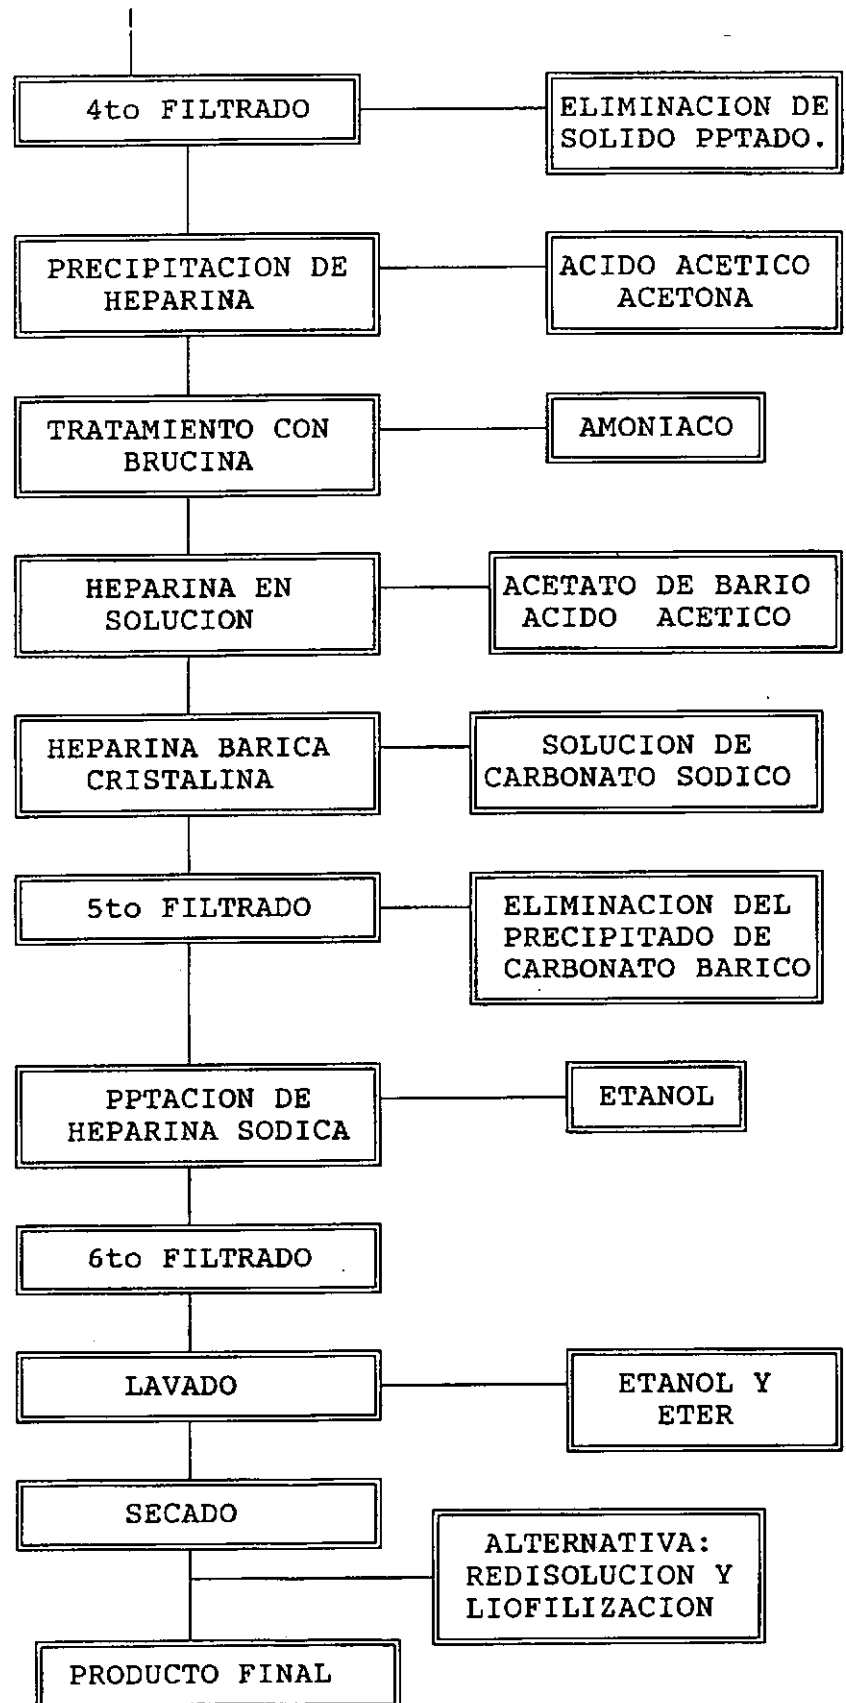 4to FILTRADO
ELIMINACION DE
SOLIDO PPTADO.
PRECIPITACION DE
HEPARINA
ACIDO ACETICO
ACETONA
TRATAMIENTO CON
BRUCINA
AMONIACO
HEPARINA EN
SOLUCION
ACETATO DE BARIO
ACIDO ACETICO
HEPARINA BARICA
CRISTALINA
SOLUCION DE
CARBONATO SODICO
5to FILTRADO
ELIMINACION DEL
PRECIPITADO DE
CARBONATO BARICO
PPTACION DE
HEPARINA SODICA
ETANOL
6to FILTRADO
LAVADO
ETANOL Y
ETER
SECADO
ALTERNATIVA:
REDISOLUCION Y
LIOFILIZACION
PRODUCTO FINAL